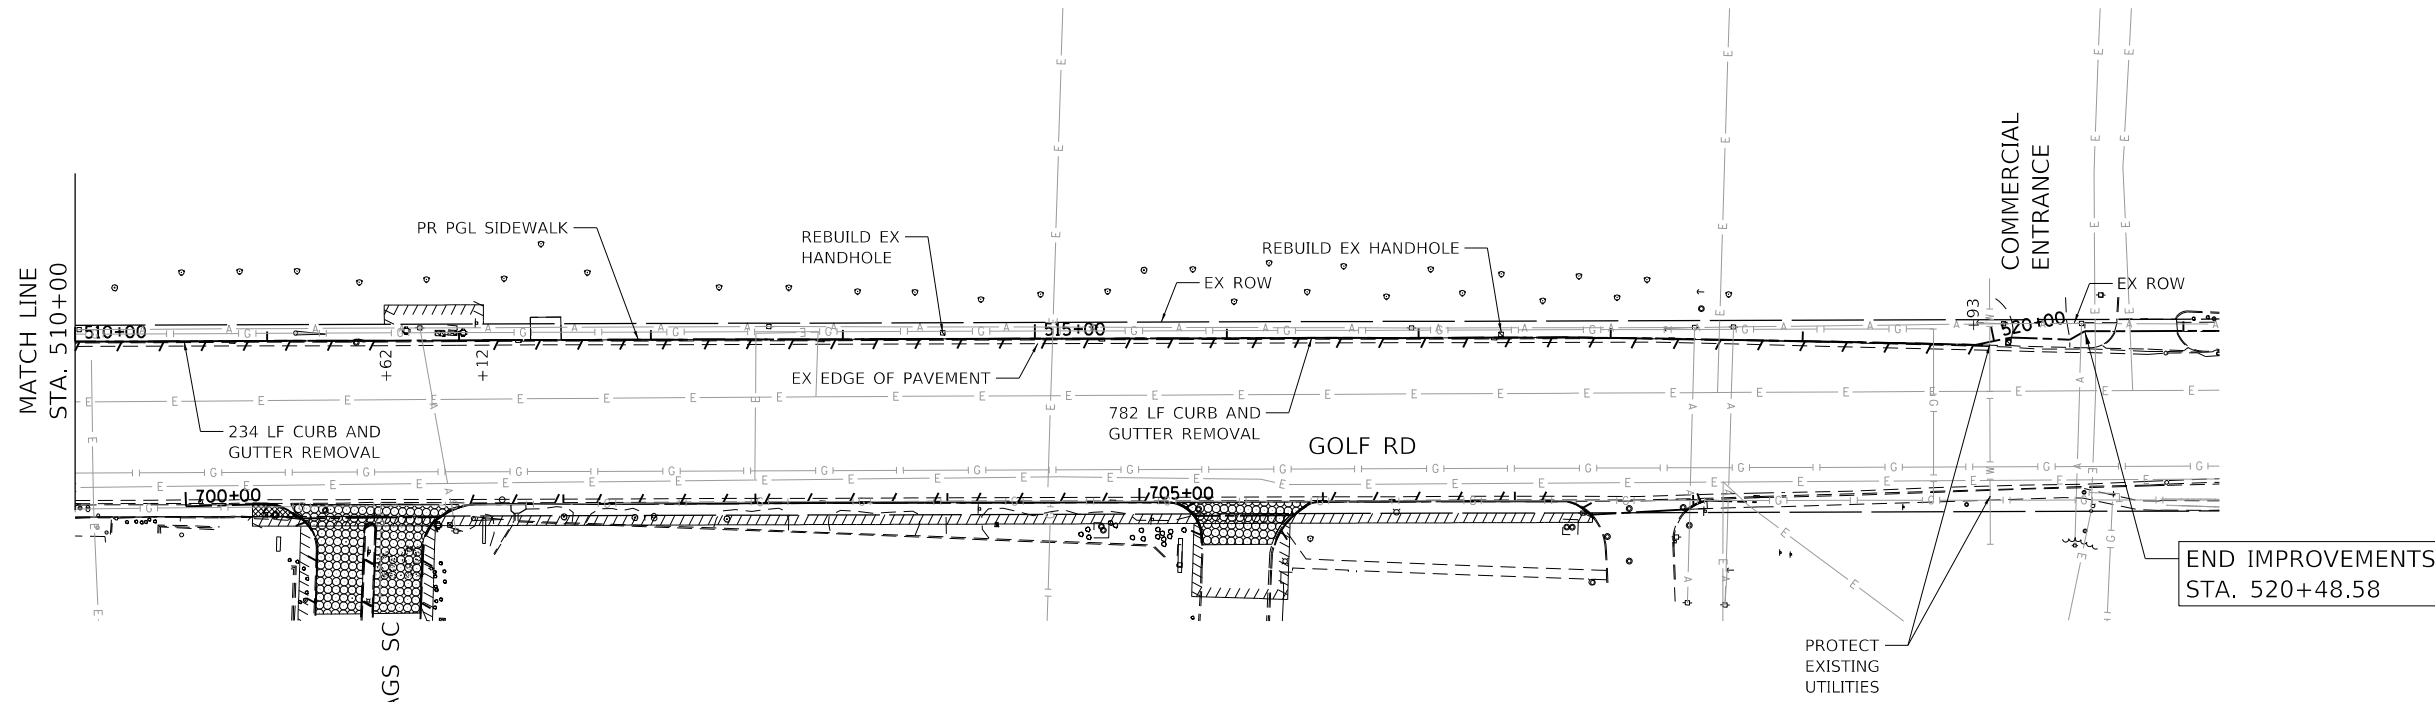 MATCH LINE
STA. 510+00
PR PGL SIDEWALK
REBUILD EX
HANDHOLE
REBUILD EX HANDHOLE
EX ROW
COMMERCIAL
ENTRANCE
EX ROW
+93
510+00
515+00
520+00
+62
+12
EX EDGE OF PAVEMENT
234 LF CURB AND
GUTTER REMOVAL
782 LF CURB AND
GUTTER REMOVAL
GOLF RD
700+00
705+00
AGS SC
END IMPROVEMENTS
STA. 520+48.58
PROTECT
EXISTING
UTILITIES